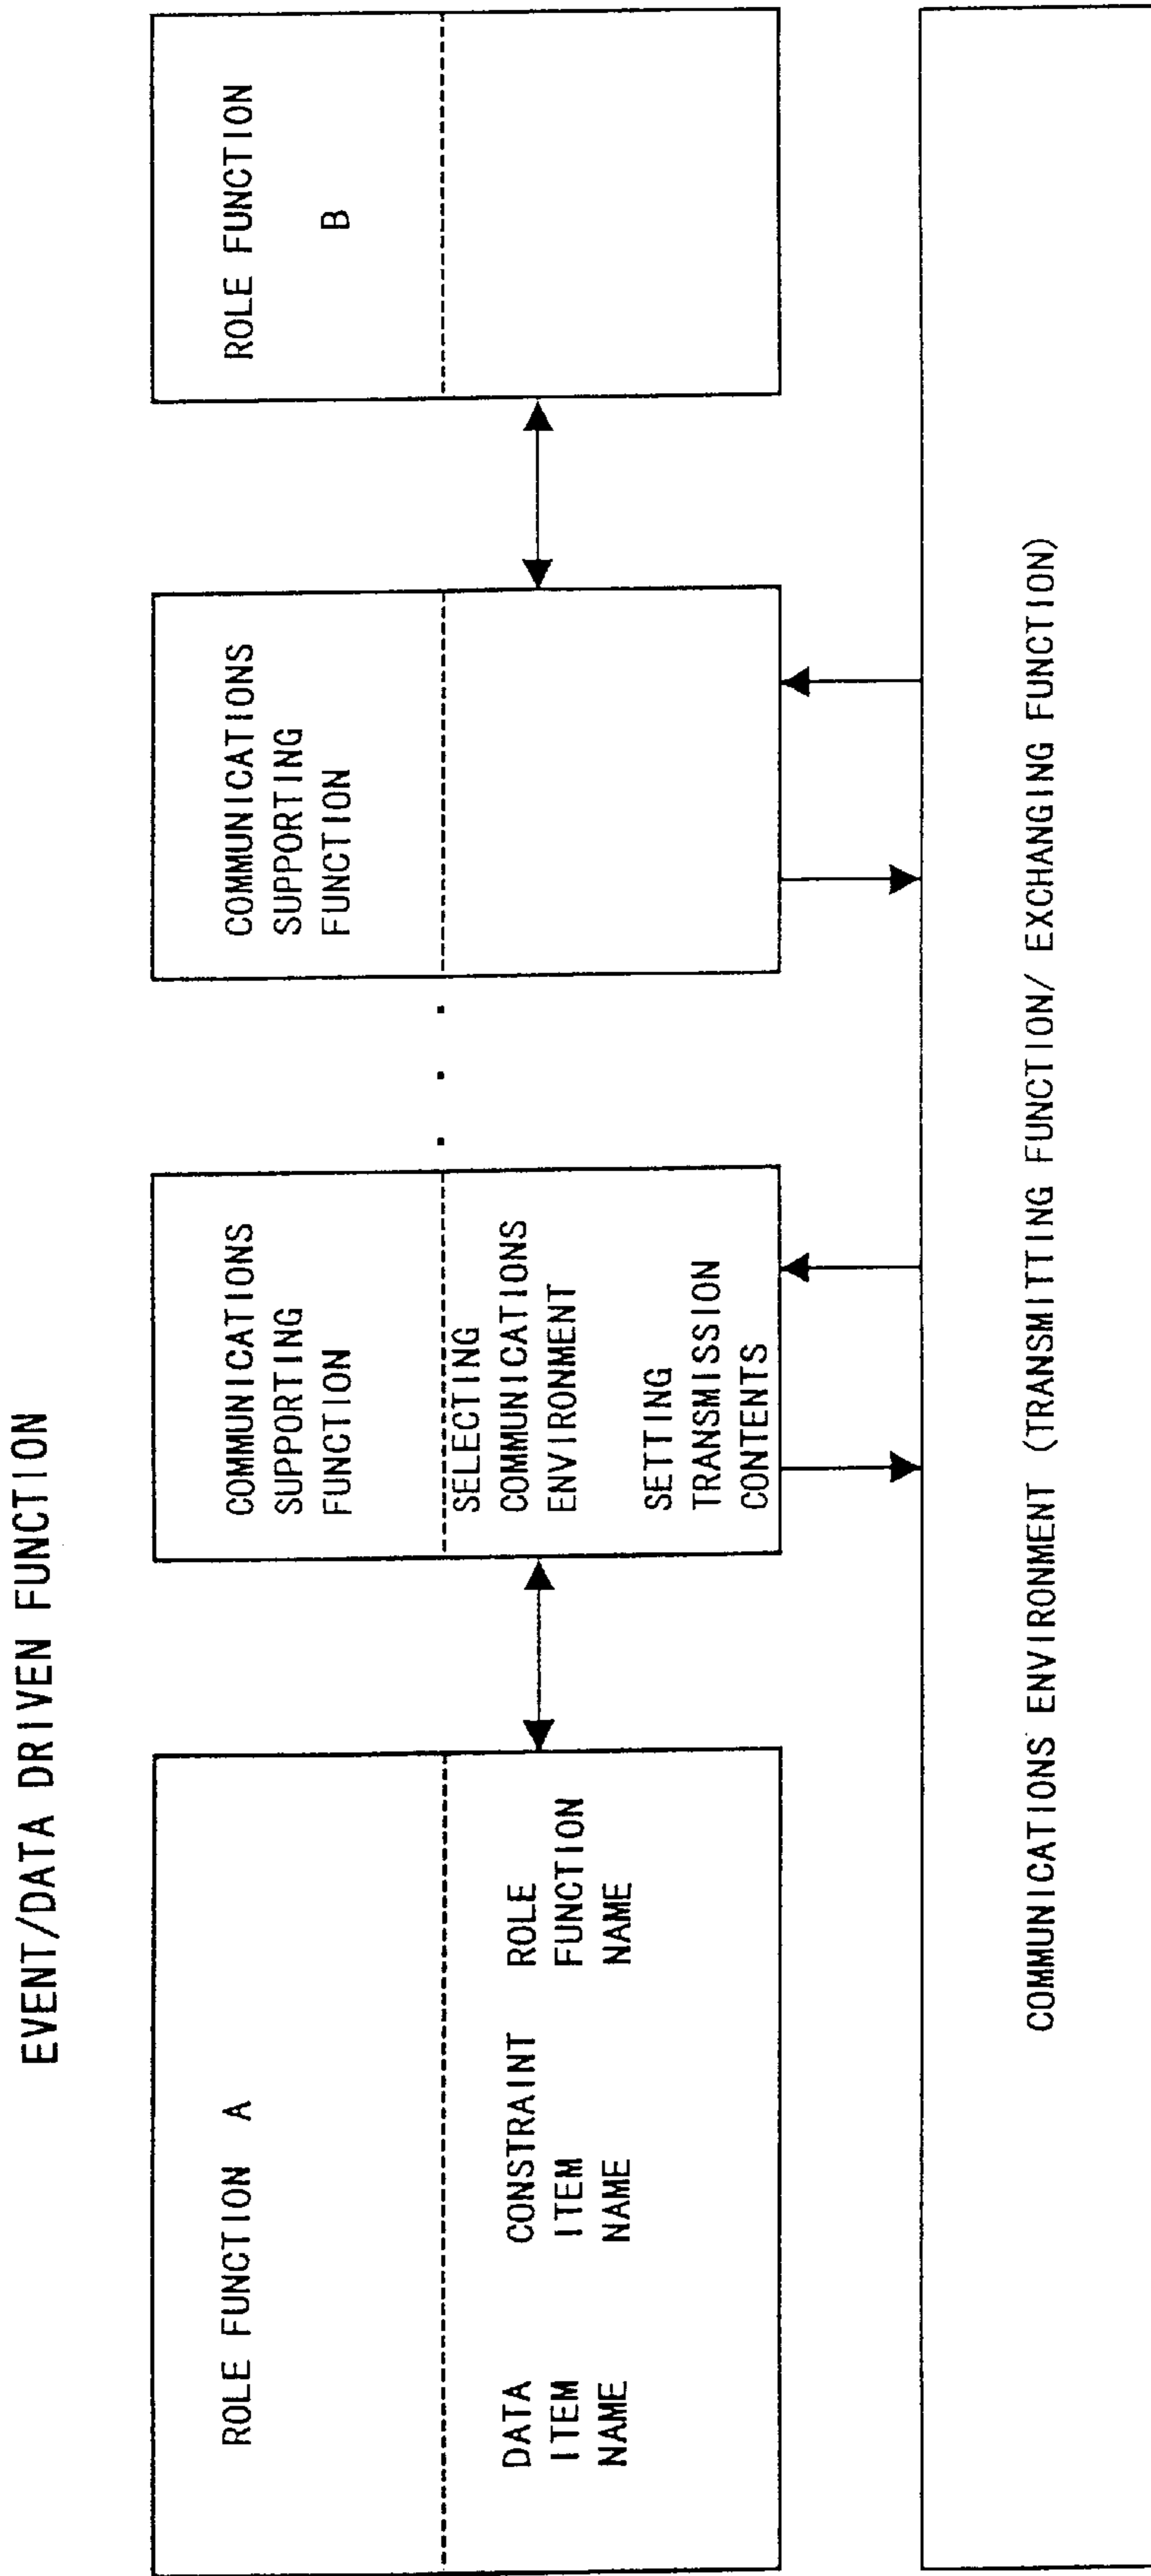 EVENT/DATA DRIVEN FUNCTION
ROLE FUNCTION A
DATA
ITEM
NAME
CONSTRAINT
ITEM
NAME
ROLE
FUNCTION
NAME
COMMUNICATIONS
SUPPORTING
FUNCTION
SELECTING
COMMUNICATIONS
ENVIRONMENT
SETTING
TRANSMISSION
CONTENTS
. . .
COMMUNICATIONS
SUPPORTING
FUNCTION
ROLE FUNCTION
B
COMMUNICATIONS ENVIRONMENT (TRANSMITTING FUNCTION/ EXCHANGING FUNCTION)